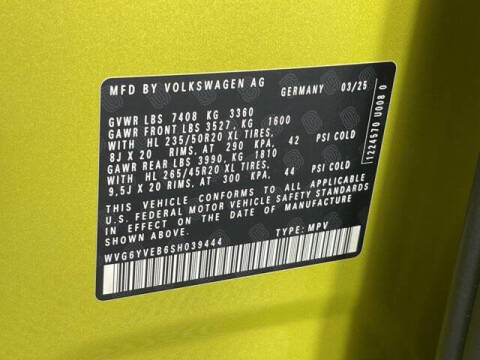 MFD BY VOLKSWAGEN AG
GERMANY 03/25
GVWR LBS 7408 KG 3360
GAWR FRONT LBS 3527, KG 1600
WITH HL 235/50R20 XL TIRES,
8J X 20 RIMS, AT 290 KPA, 42 PSI COLD
GAWR REAR LBS 3990, KG 1810
WITH HL 265/45R20 XL TIRES,
9,5J X 20 RIMS, AT 300 KPA, 44 PSI COLD
THIS VEHICLE CONFORMS TO ALL APPLICABLE
U.S. FEDERAL MOTOR VEHICLE SAFETY STANDARDS
IN EFFECT ON THE DATE OF MANUFACTURE
SHOWN ABOVE.
WVG6YVEB6SH039444 TYPE: MPV
1224570 U008 0